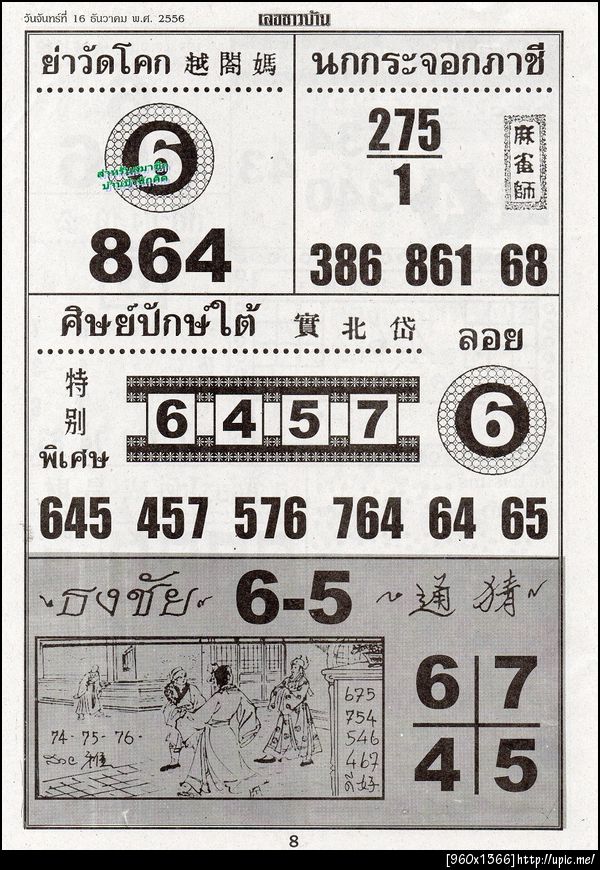 วันจันทร์ที่ 16 ธันวาคม พ.ศ. 2556
เลขชาวบ้าน
ย่าวัดโคก 越閣媽
6
864
นกกระจอกภาชี
275
1
麻雀師
386 861 68
ศิษย์ปักษ์ใต้ 實北岱
ลอย
6
特別
พิเศษ
6 4 5 7
645 457 576 764 64 65
ธงชัย 6-5 通猜
74- 75- 76-
675
754
546
467
ดี好
6 7
4 5
8
[960x1366]http://upic.me/